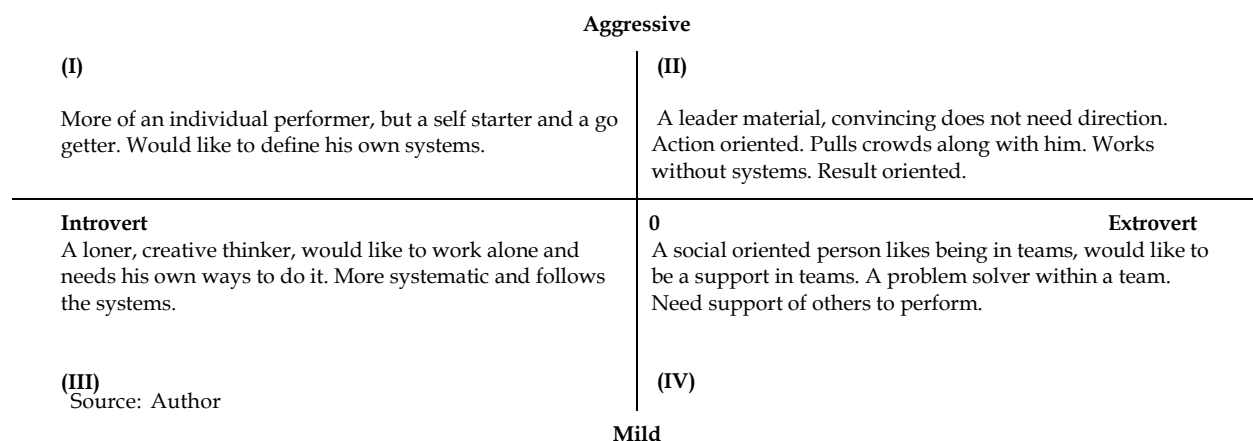 Aggressive
(I)
More of an individual performer, but a self starter and a go
getter. Would like to define his own systems.
(II)
A leader material, convincing does not need direction.
Action oriented. Pulls crowds along with him. Works
without systems. Result oriented.
Introvert
A loner, creative thinker, would like to work alone and
needs his own ways to do it. More systematic and follows
the systems.
(III)
Source: Author
0 Extrovert
A social oriented person likes being in teams, would like to
be a support in teams. A problem solver within a team.
Need support of others to perform.
(IV)
Mild